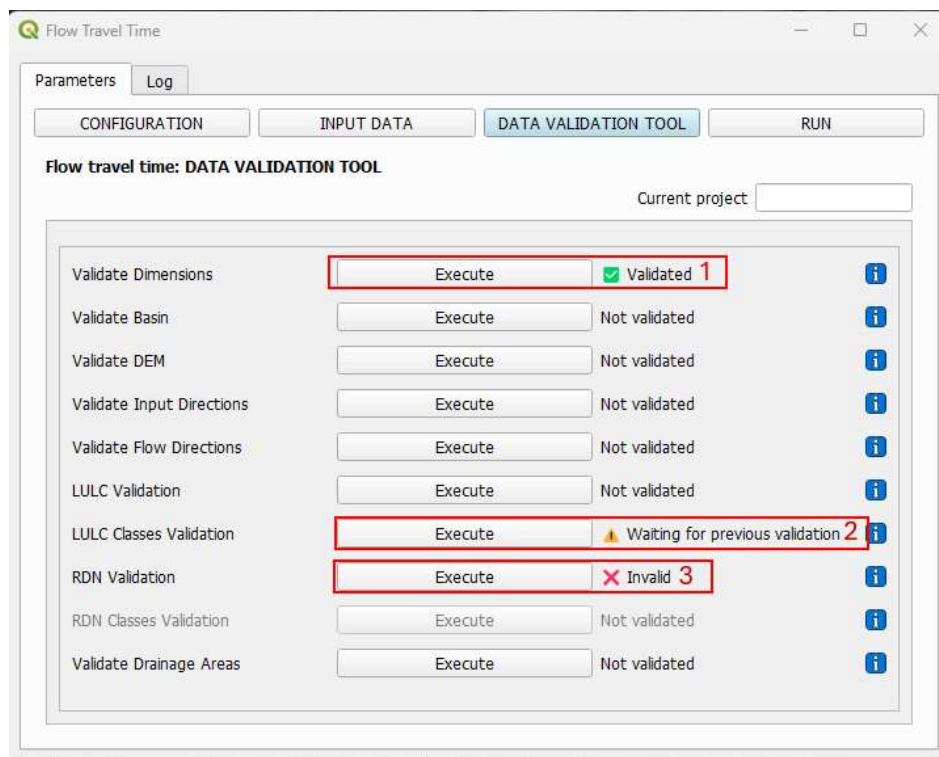 Flow Travel Time
Parameters Log
CONFIGURATION INPUT DATA DATA VALIDATION TOOL RUN
Flow travel time: DATA VALIDATION TOOL
Current project
Validate Dimensions Execute Validated 1
Validate Basin Execute Not validated
Validate DEM Execute Not validated
Validate Input Directions Execute Not validated
Validate Flow Directions Execute Not validated
LULC Validation Execute Not validated
LULC Classes Validation Execute Waiting for previous validation 2
RDN Validation Execute Invalid 3
RDN Classes Validation Execute Not validated
Validate Drainage Areas Execute Not validated